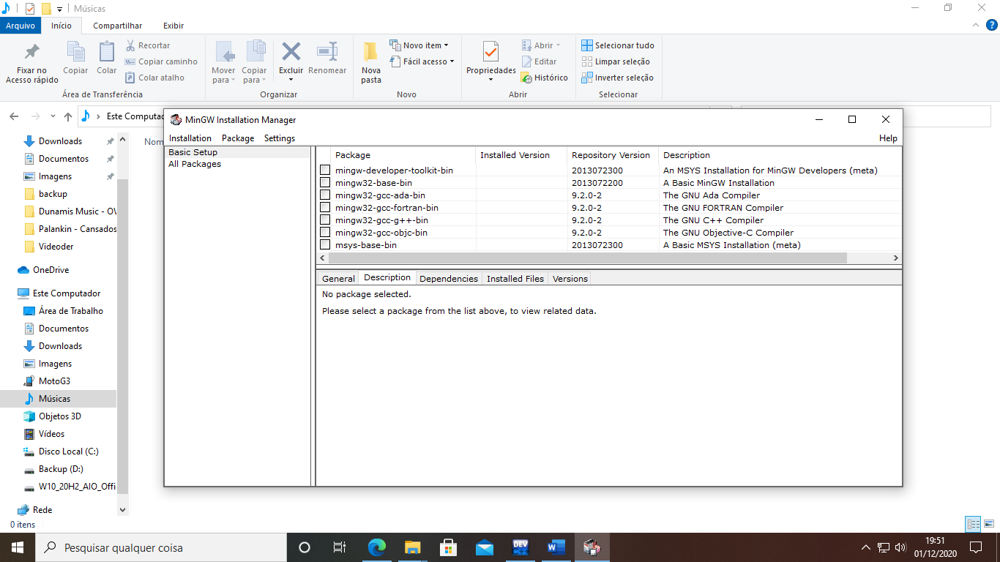 Músicas
Arquivo Início Compartilhar Exibir
Fixar no Acesso rápido
Copiar
Colar
Recortar
Copiar caminho
Colar atalho
Área de Transferência
Mover para
Copiar para
Excluir
Renomear
Organizar
Nova pasta
Novo item
Fácil acesso
Novo
Propriedades
Abrir
Editar
Histórico
Abrir
Selecionar tudo
Limpar seleção
Inverter seleção
Selecionar
Este Computad
Nom
Downloads
Documentos
Imagens
backup
Dunamis Music - OV
Palankin - Cansados
Videoder
OneDrive
Este Computador
Área de Trabalho
Documentos
Downloads
Imagens
MotoG3
Músicas
Objetos 3D
Vídeos
Disco Local (C:)
Backup (D:)
W10_20H2_AIO_Offi
Rede
0 itens
MinGW Installation Manager
Installation Package Settings Help
Basic Setup
All Packages
Package Installed Version Repository Version Description
mingw-developer-toolkit-bin 2013072300 An MSYS Installation for MinGW Developers (meta)
mingw32-base-bin 2013072200 A Basic MinGW Installation
mingw32-gcc-ada-bin 9.2.0-2 The GNU Ada Compiler
mingw32-gcc-fortran-bin 9.2.0-2 The GNU FORTRAN Compiler
mingw32-gcc-g++-bin 9.2.0-2 The GNU C++ Compiler
mingw32-gcc-objc-bin 9.2.0-2 The GNU Objective-C Compiler
msys-base-bin 2013072300 A Basic MSYS Installation (meta)
General Description Dependencies Installed Files Versions
No package selected.
Please select a package from the list above, to view related data.
Pesquisar qualquer coisa
DEV
19:51
01/12/2020